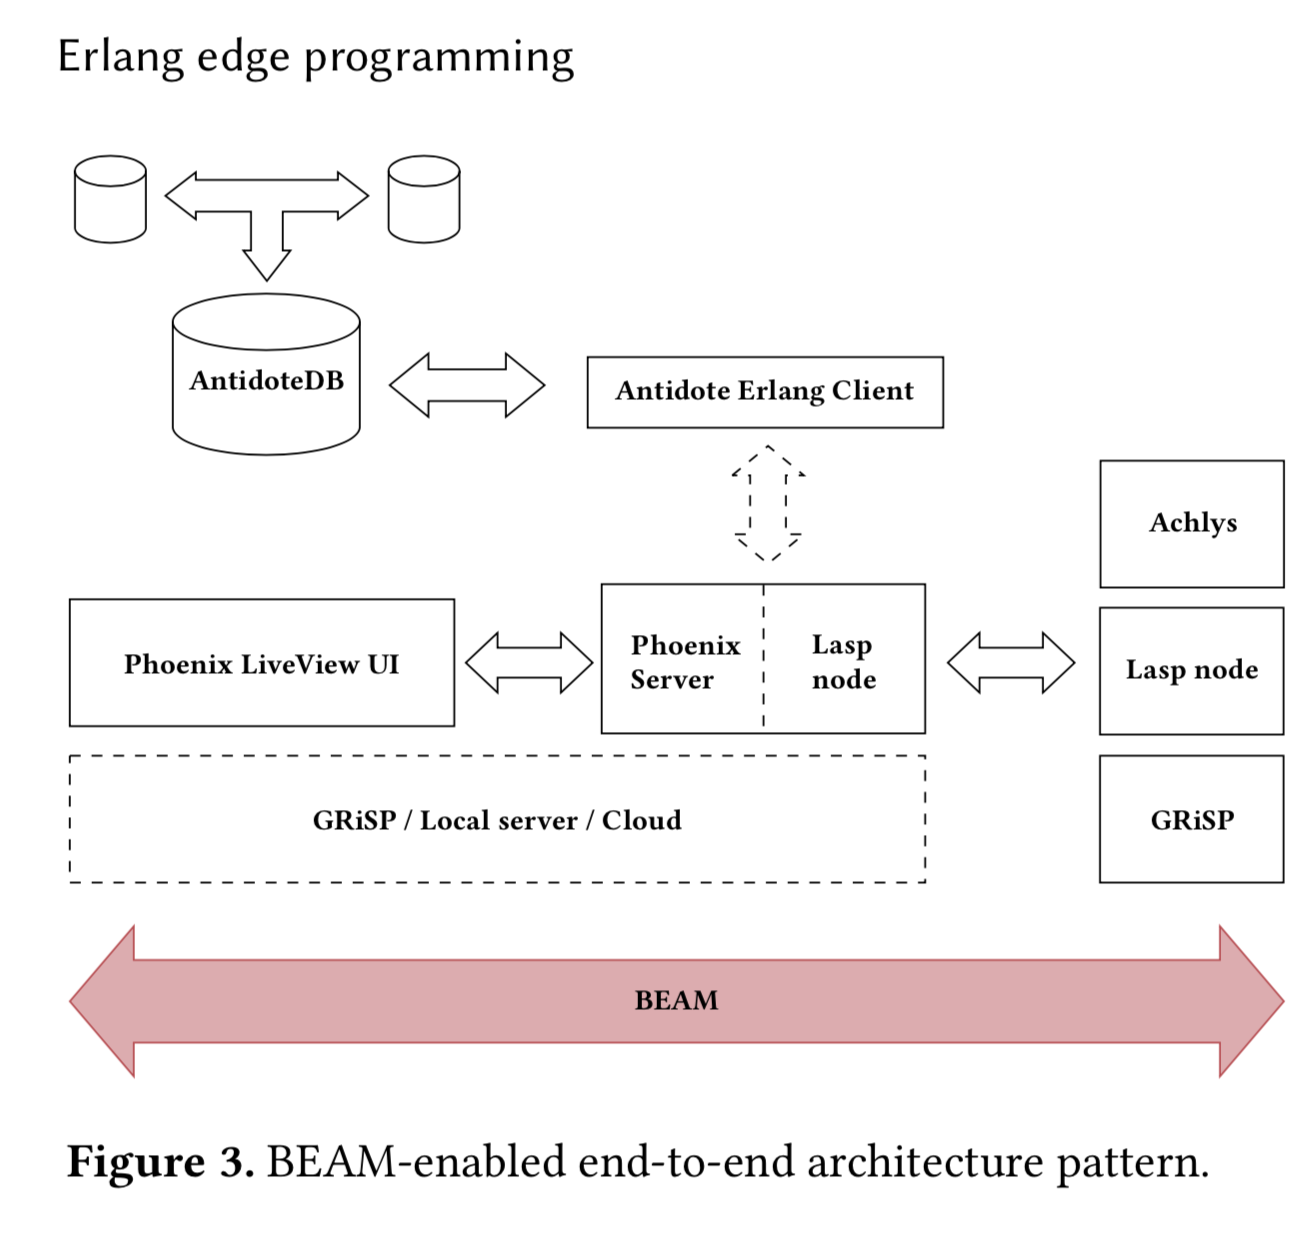 Erlang edge programming
AntidoteDB
Antidote Erlang Client
Achlys
Phoenix LiveView UI
Phoenix
Server
Lasp
node
Lasp node
GRiSP / Local server / Cloud
GRiSP
BEAM
Figure 3. BEAM-enabled end-to-end architecture pattern.